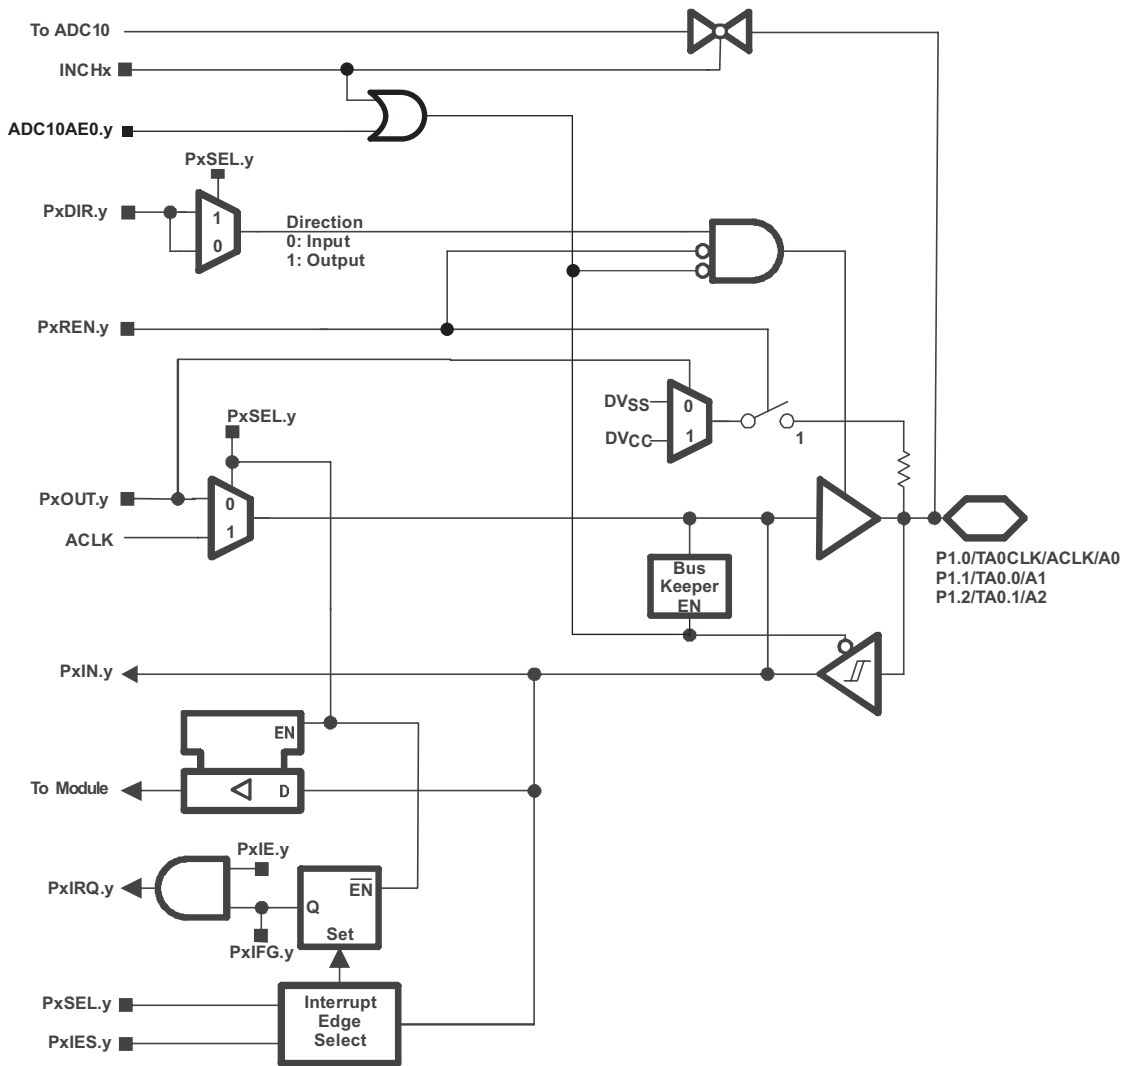 To ADC10
INCHx
ADC10AE0.y
PxSEL.y
PxDIR.y
1
0
Direction
0: Input
1: Output
PxREN.y
DVSS
0
DVCC
1
1
PxSEL.y
PxOUT.y
0
ACLK
1
Bus
Keeper
EN
P1.0/TA0CLK/ACLK/A0
P1.1/TA0.0/A1
P1.2/TA0.1/A2
PxIN.y
EN
To Module
D
PxIE.y
PxIRQ.y
EN
Q
Set
PxIFG.y
PxSEL.y
PxIES.y
Interrupt
Edge
Select